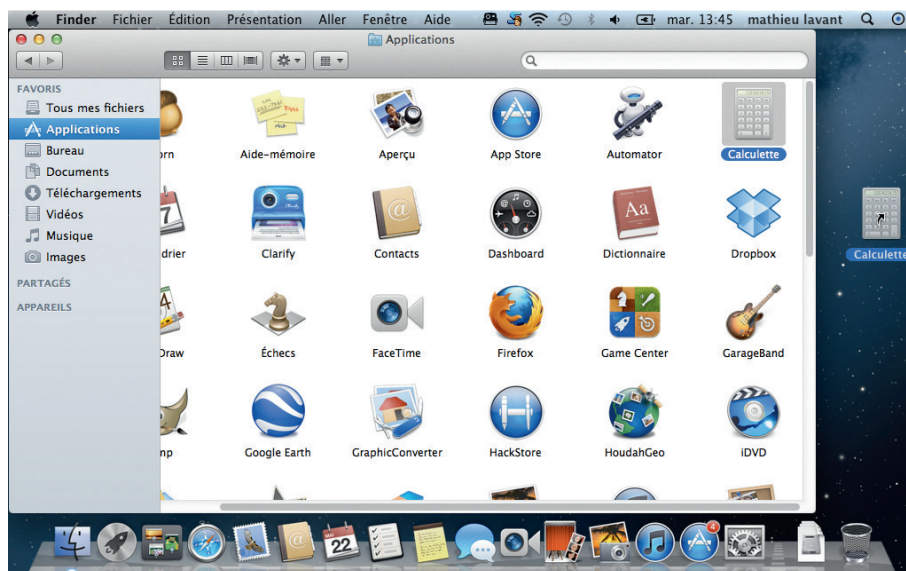 Finder Fichier Édition Présentation Aller Fenêtre Aide mar. 13:45 mathieu lavant
Applications
FAVORIS
Tous mes fichiers
Applications
Bureau
Documents
Téléchargements
Vidéos
Musique
Images
PARTAGÉS
APPAREILS
orn Aide-mémoire Aperçu App Store Automator Calculette
7 @ Aa
drier Clarify Contacts Dashboard Dictionnaire Dropbox
Calculette
4
Draw Échecs FaceTime Firefox Game Center GarageBand
H
mp Google Earth GraphicConverter HackStore HoudahGeo iDVD
22 4